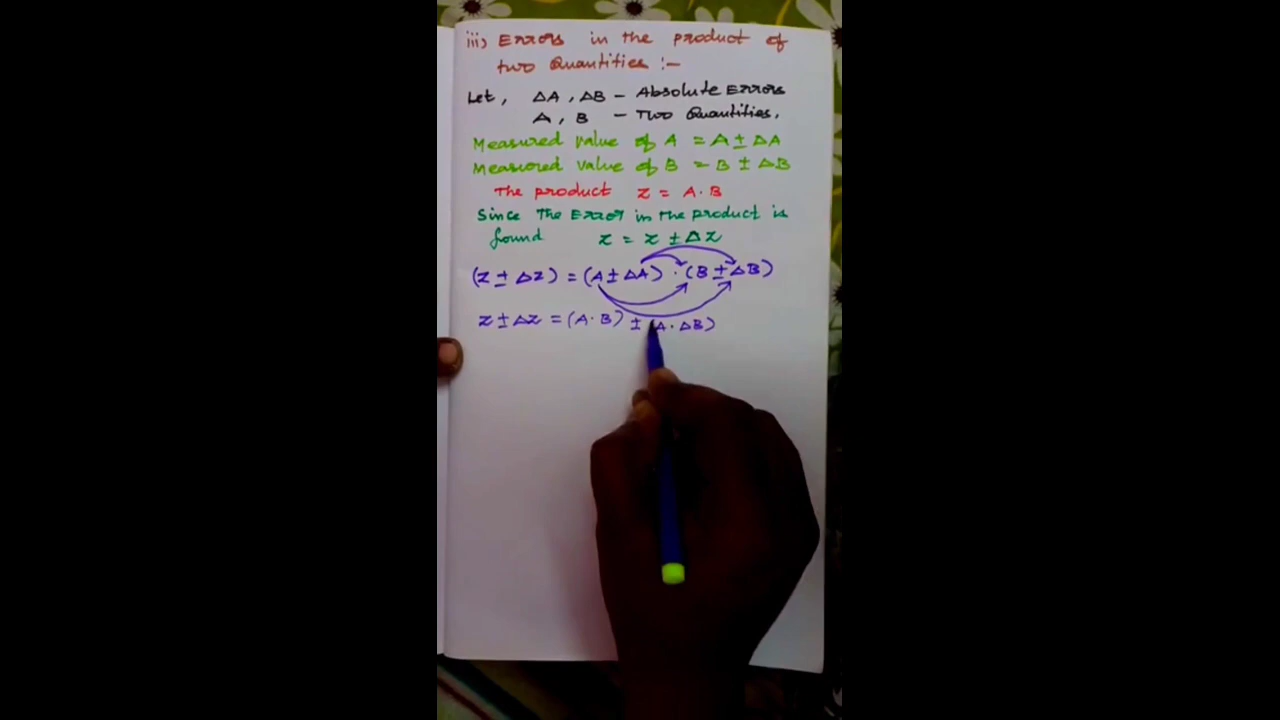 iii) Errors in the product of
two Quantities :-
Let, ΔA, ΔB - Absolute Errors
A, B - Two Quantities.
Measured value of A = A ± ΔA
Measured value of B = B ± ΔB
The product Z = A·B
Since The Error in the product is
found Z = Z ± ΔZ
(Z ± ΔZ) = (A ± ΔA) · (B ± ΔB)
Z ± ΔZ = (A·B) ± (A·ΔB)